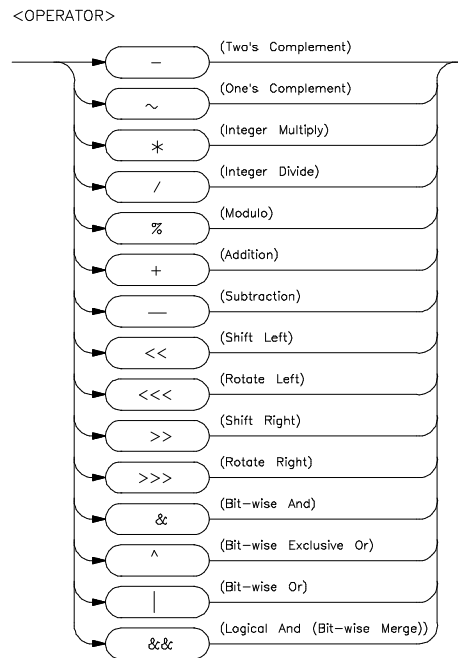 <OPERATOR>
- (Two's Complement)
~ (One's Complement)
* (Integer Multiply)
/ (Integer Divide)
% (Modulo)
+ (Addition)
— (Subtraction)
<< (Shift Left)
<<< (Rotate Left)
>> (Shift Right)
>>> (Rotate Right)
& (Bit-wise And)
^ (Bit-wise Exclusive Or)
| (Bit-wise Or)
&& (Logical And (Bit-wise Merge))